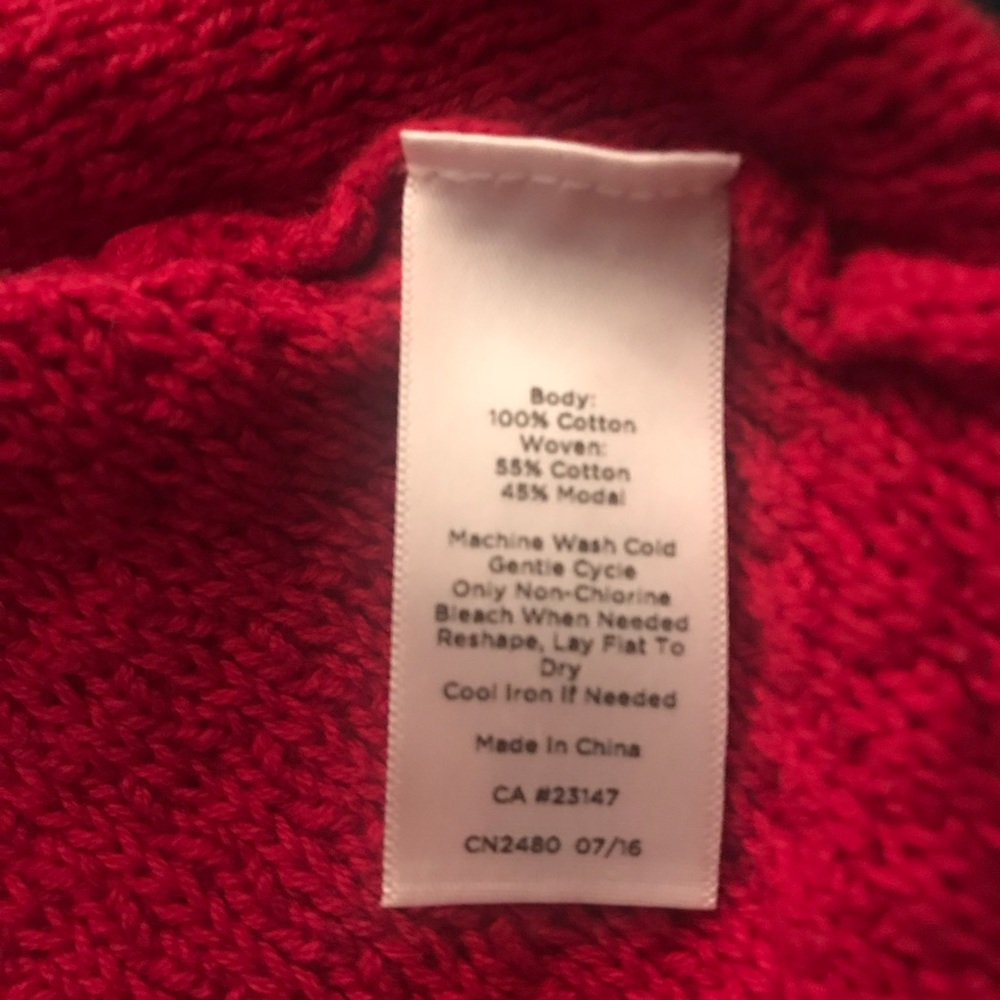 Body:
100% Cotton
Woven:
55% Cotton
45% Modal
Machine Wash Cold
Gentle Cycle
Only Non-Chlorine
Bleach When Needed
Reshape, Lay Flat To
Dry
Cool Iron If Needed
Made In China
CA #23147
CN2480 07/16